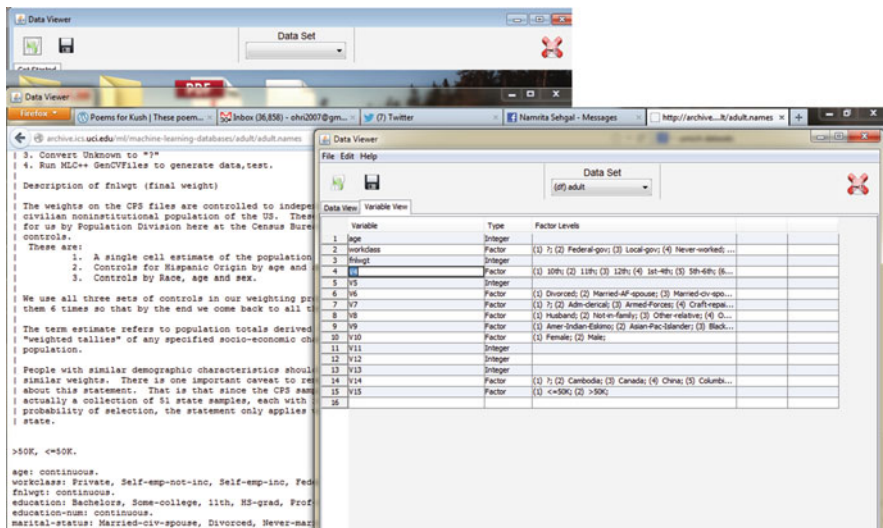 Data Viewer
Data Set
Get Started
PDF
Data Viewer
Firefox
Poems for Kush | These poem...
Inbox (36,858) - ohri2007@gm...
(7) Twitter
Namrita Sehgal - Messages
http://archive....lt/adult.names
archive.ics.uci.edu/ml/machine-learning-databases/adult/adult.names
| 3. Convert Unknown to "?"
| 4. Run MLC++ GenCVFiles to generate data,test.
|
| Description of fnlwgt (final weight)
|
| The weights on the CPS files are controlled to indepen
| civilian noninstitutional population of the US. These
| for us by Population Division here at the Census Burea
| controls.
| These are:
| 1. A single cell estimate of the population
| 2. Controls for Hispanic Origin by age and
| 3. Controls by Race, age and sex.
|
| We use all three sets of controls in our weighting pro
| them 6 times so that by the end we come back to all th
|
| The term estimate refers to population totals derived
| "weighted tallies" of any specified socio-economic cha
| population.
|
| People with similar demographic characteristics shoul
| similar weights. There is one important caveat to re
| about this statement. That is that since the CPS samp
| actually a collection of 51 state samples, each with
| probability of selection, the statement only applies
| state.
>50K, <=50K.
age: continuous.
workclass: Private, Self-emp-not-inc, Self-emp-inc, Fede
fnlwgt: continuous.
education: Bachelors, Some-college, 11th, HS-grad, Prof
education-num: continuous.
marital-status: Married-civ-spouse, Divorced, Never-mar
Data Viewer
File Edit Help
Data Set
(df) adult
Data View Variable View
Variable Type Factor Levels
1 age Integer
2 workclass Factor (1) ?; (2) Federal-gov; (3) Local-gov; (4) Never-worked; ...
3 fnlwgt Integer
4 V4 Factor (1) 10th; (2) 11th; (3) 12th; (4) 1st-4th; (5) 5th-6th; (6...
5 V5 Integer
6 V6 Factor (1) Divorced; (2) Married-AF-spouse; (3) Married-civ-spo...
7 V7 Factor (1) ?; (2) Adm-clerical; (3) Armed-Forces; (4) Craft-repai...
8 V8 Factor (1) Husband; (2) Not-in-family; (3) Other-relative; (4) O...
9 V9 Factor (1) Amer-Indian-Eskimo; (2) Asian-Pac-Islander; (3) Black...
10 V10 Factor (1) Female; (2) Male;
11 V11 Integer
12 V12 Integer
13 V13 Integer
14 V14 Factor (1) ?; (2) Cambodia; (3) Canada; (4) China; (5) Columbi...
15 V15 Factor (1) <=50K; (2) >50K;
16